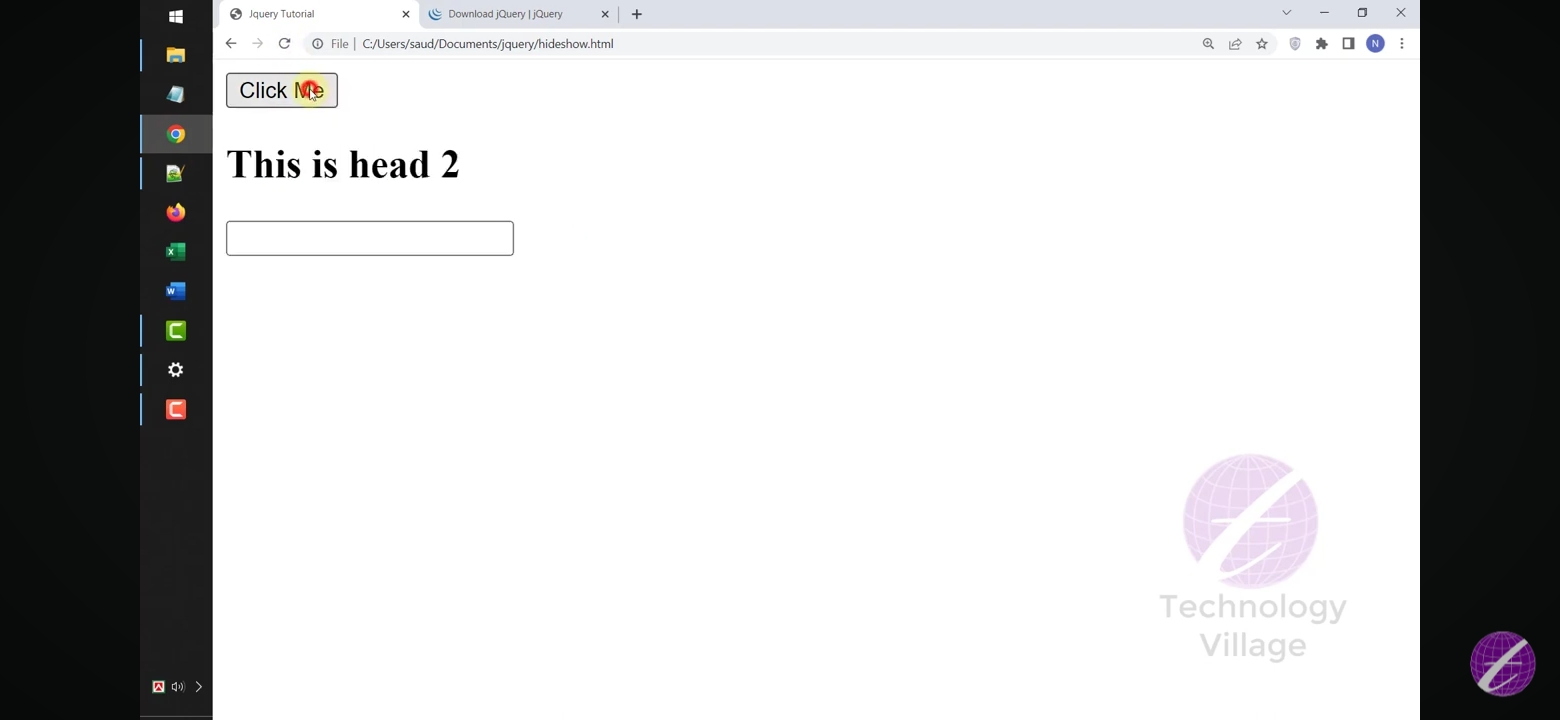 Jquery Tutorial
Download jQuery | jQuery
File
C:/Users/saud/Documents/jquery/hideshow.html
N
Click Me
This is head 2
Technology
Village